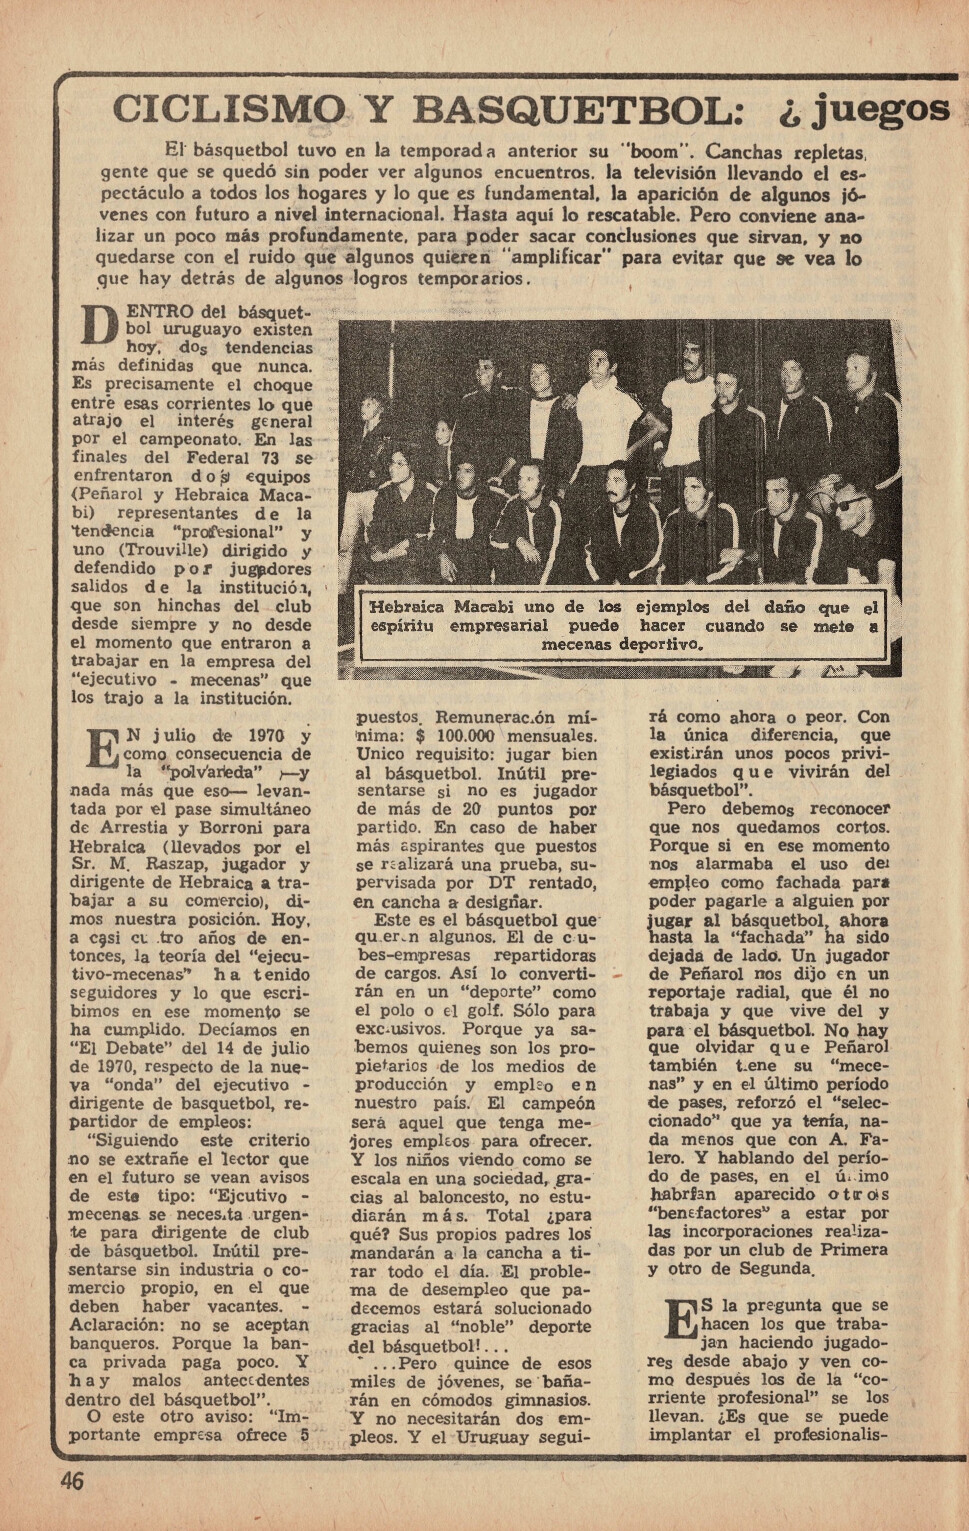 CICLISMO Y BASQUETBOL: ¿juegos
El básquetbol tuvo en la temporada anterior su "boom". Canchas repletas,
gente que se quedó sin poder ver algunos encuentros, la televisión llevando el es-
pectáculo a todos los hogares y lo que es fundamental, la aparición de algunos jó-
venes con futuro a nivel internacional. Hasta aquí lo rescatable. Pero conviene ana-
lizar un poco más profundamente, para poder sacar conclusiones que sirvan, y no
quedarse con el ruido que algunos quieren "amplificar" para evitar que se vea lo
que hay detrás de algunos logros temporarios.
DENTRO del básquet-
bol uruguayo existen
hoy, dos tendencias
más definidas que nunca.
Es precisamente el choque
entre esas corrientes lo que
atrajo el interés general
por el campeonato. En las
finales del Federal 73 se
enfrentaron dos equipos
(Peñarol y Hebraica Maca-
bi) representantes de la
tendencia "profesional" y
uno (Trouville) dirigido y
defendido por jugadores
salidos de la institución,
que son hinchas del club
desde siempre y no desde
el momento que entraron a
trabajar en la empresa del
"ejecutivo - mecenas" que
los trajo a la institución.
Hebraica Macabi uno de los ejemplos del daño que el
espíritu empresarial puede hacer cuando se mete a
mecenas deportivo.
EN julio de 1970 y
como consecuencia de
la "polvareda" —y
nada más que eso— levan-
tada por el pase simultáneo
de Arrestia y Borroni para
Hebraica (llevados por el
Sr. M. Raszap, jugador y
dirigente de Hebraica a tra-
bajar a su comercio), di-
mos nuestra posición. Hoy,
a casi cuatro años de en-
tonces, la teoría del "ejecu-
tivo-mecenas" ha tenido
seguidores y lo que escri-
bimos en ese momento se
ha cumplido. Decíamos en
"El Debate" del 14 de julio
de 1970, respecto de la nue-
va "onda" del ejecutivo -
dirigente de basquetbol, re-
partidor de empleos:
"Siguiendo este criterio
no se extrañe el lector que
en el futuro se vean avisos
de este tipo: "Ejcutivo -
mecenas se necesita urgen-
te para dirigente de club
de básquetbol. Inútil pre-
sentarse sin industria o co-
mercio propio, en el que
deben haber vacantes. -
Aclaración: no se aceptan
banqueros. Porque la ban-
ca privada paga poco. Y
hay malos antecedentes
dentro del básquetbol".
O este otro aviso: "Im-
portante empresa ofrece 5
puestos. Remuneración mí-
nima: $ 100.000 mensuales.
Unico requisito: jugar bien
al básquetbol. Inútil pre-
sentarse si no es jugador
de más de 20 puntos por
partido. En caso de haber
más aspirantes que puestos
se realizará una prueba, su-
pervisada por DT rentado,
en cancha a designar.
Este es el básquetbol que
quieren algunos. El de clu-
bes-empresas repartidoras
de cargos. Así lo converti-
rán en un "deporte" como
el polo o el golf. Sólo para
exclusivos. Porque ya sa-
bemos quienes son los pro-
pietarios de los medios de
producción y empleo en
nuestro país. El campeón
será aquel que tenga me-
jores empleos para ofrecer.
Y los niños viendo como se
escala en una sociedad, gra-
cias al baloncesto, no estu-
diarán más. Total ¿para
qué? Sus propios padres los
mandarán a la cancha a ti-
rar todo el día. El proble-
ma de desempleo que pa-
decemos estará solucionado
gracias al "noble" deporte
del básquetbol!...
"...Pero quince de esos
miles de jóvenes, se baña-
rán en cómodos gimnasios.
Y no necesitarán dos em-
pleos. Y el Uruguay segui-
rá como ahora o peor. Con
la única diferencia, que
existirán unos pocos privi-
legiados que vivirán del
básquetbol".
Pero debemos reconocer
que nos quedamos cortos.
Porque si en ese momento
nos alarmaba el uso del
empleo como fachada para
poder pagarle a alguien por
jugar al básquetbol, ahora
hasta la "fachada" ha sido
dejada de lado. Un jugador
de Peñarol nos dijo en un
reportaje radial, que él no
trabaja y que vive del y
para el básquetbol. No hay
que olvidar que Peñarol
también tiene su "mece-
nas" y en el último período
de pases, reforzó el "selec-
cionado" que ya tenía, na-
da menos que con A. Fa-
lero. Y hablando del perío-
do de pases, en el último
habrían aparecido otros
"benefactores" a estar por
las incorporaciones realiza-
das por un club de Primera
y otro de Segunda.
ES la pregunta que se
hacen los que traba-
jan haciendo jugado-
res desde abajo y ven co-
mo después los de la "co-
rriente profesional" se los
llevan. ¿Es que se puede
implantar el profesionalis-
46